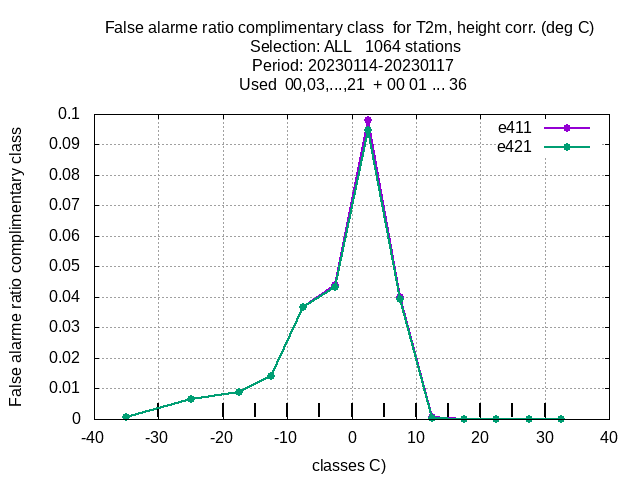 False alarme ratio complimentary class  for T2m, height corr. (deg C)
Selection: ALL   1064 stations
Period: 20230114-20230117
Used  00,03,...,21  + 00 01 ... 36
e411
e421
False alarme ratio complimentary class
0.1
0.09
0.08
0.07
0.06
0.05
0.04
0.03
0.02
0.01
0
-40 -30 -20 -10 0 10 20 30 40
classes C)